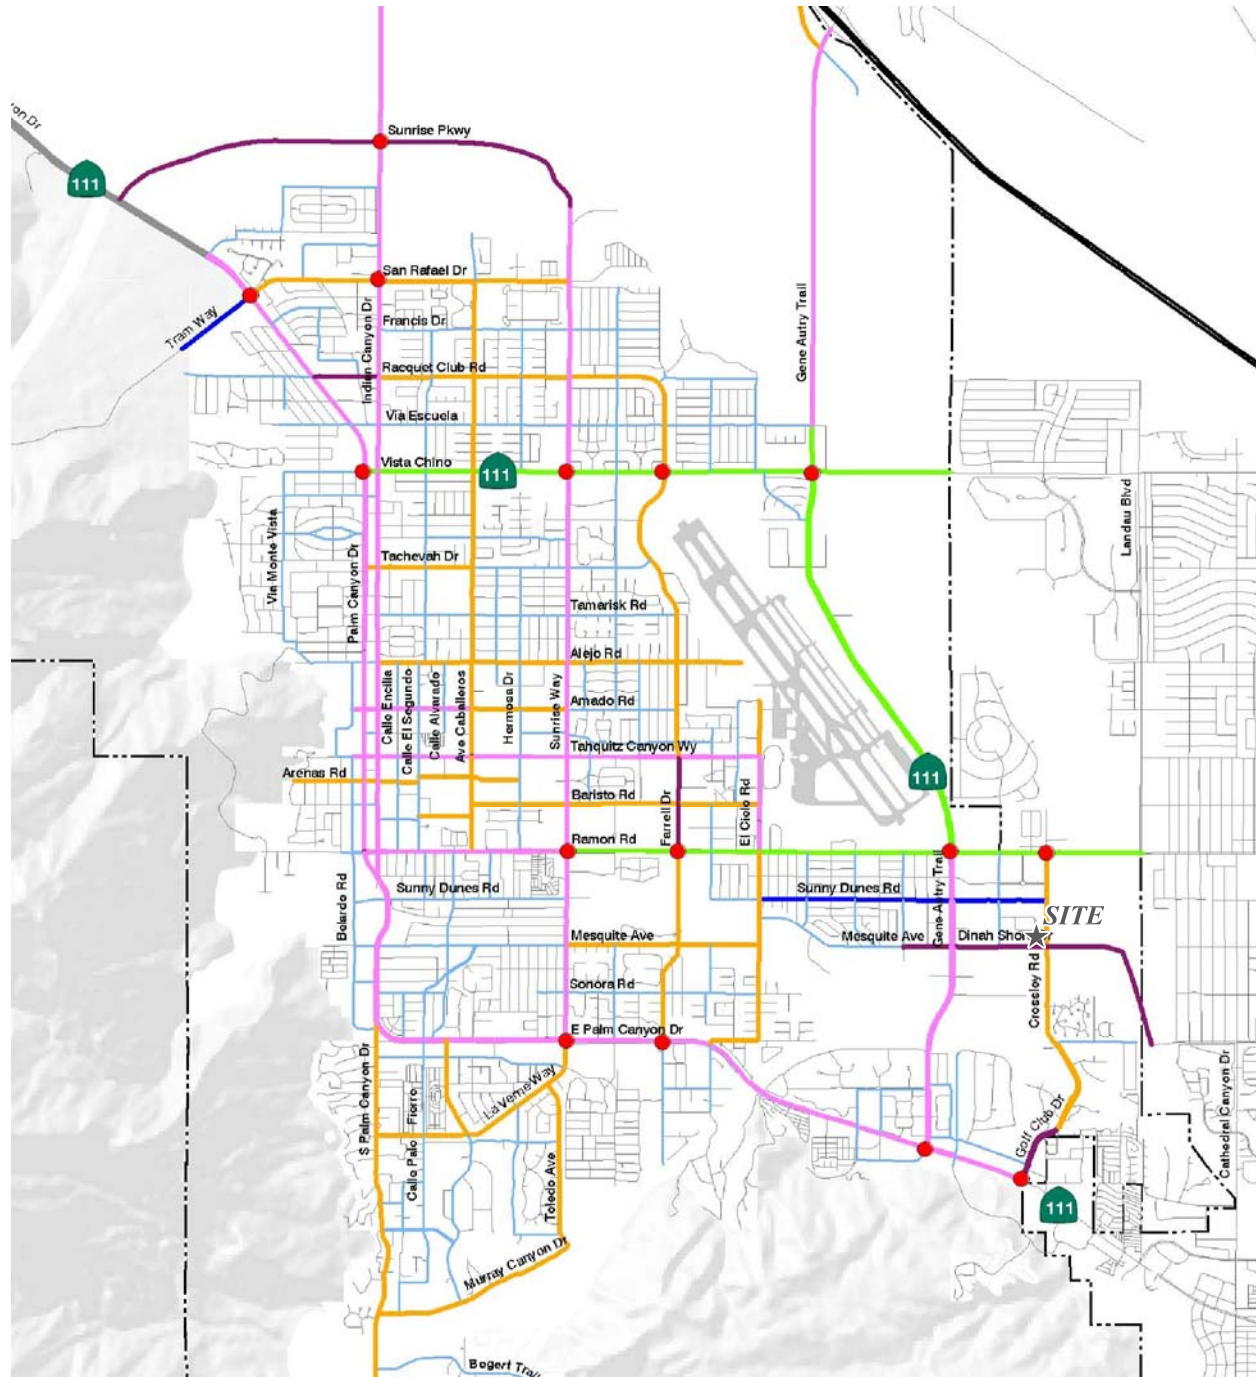 yon Dr
111
Sunrise Pkwy
San Rafael Dr
Tram Way
Indian Canyon Dr
Francis Dr
Gene Autry Trail
Racquet Club Rd
Via Escuela
Vista Chino
111
Landau Blvd
Via Monte Vista
Palm Canyon Dr
Tachevah Dr
Tamarisk Rd
Alejo Rd
Calle Encilia
Calle El Segundo
Calle Alvarado
Ave Caballeros
Hermosa Dr
Sunrise Way
Amado Rd
Tahquitz Canyon Wy
Arenas Rd
111
Baristo Rd
Farrell Dr
El Cielo Rd
Ramon Rd
Gene Autry Trail
Belardo Rd
Sunny Dunes Rd
Sunny Dunes Rd
SITE
Mesquite Ave
Mesquite Ave
Dinah Sho
Crossley Rd
Sonora Rd
E Palm Canyon Dr
S Palm Canyon Dr
La Verne Way
Fierro
Calle Palo
Toledo Ave
Golf Club Dr
Cathedral Canyon Dr
111
Murray Canyon Dr
Bogert Trail